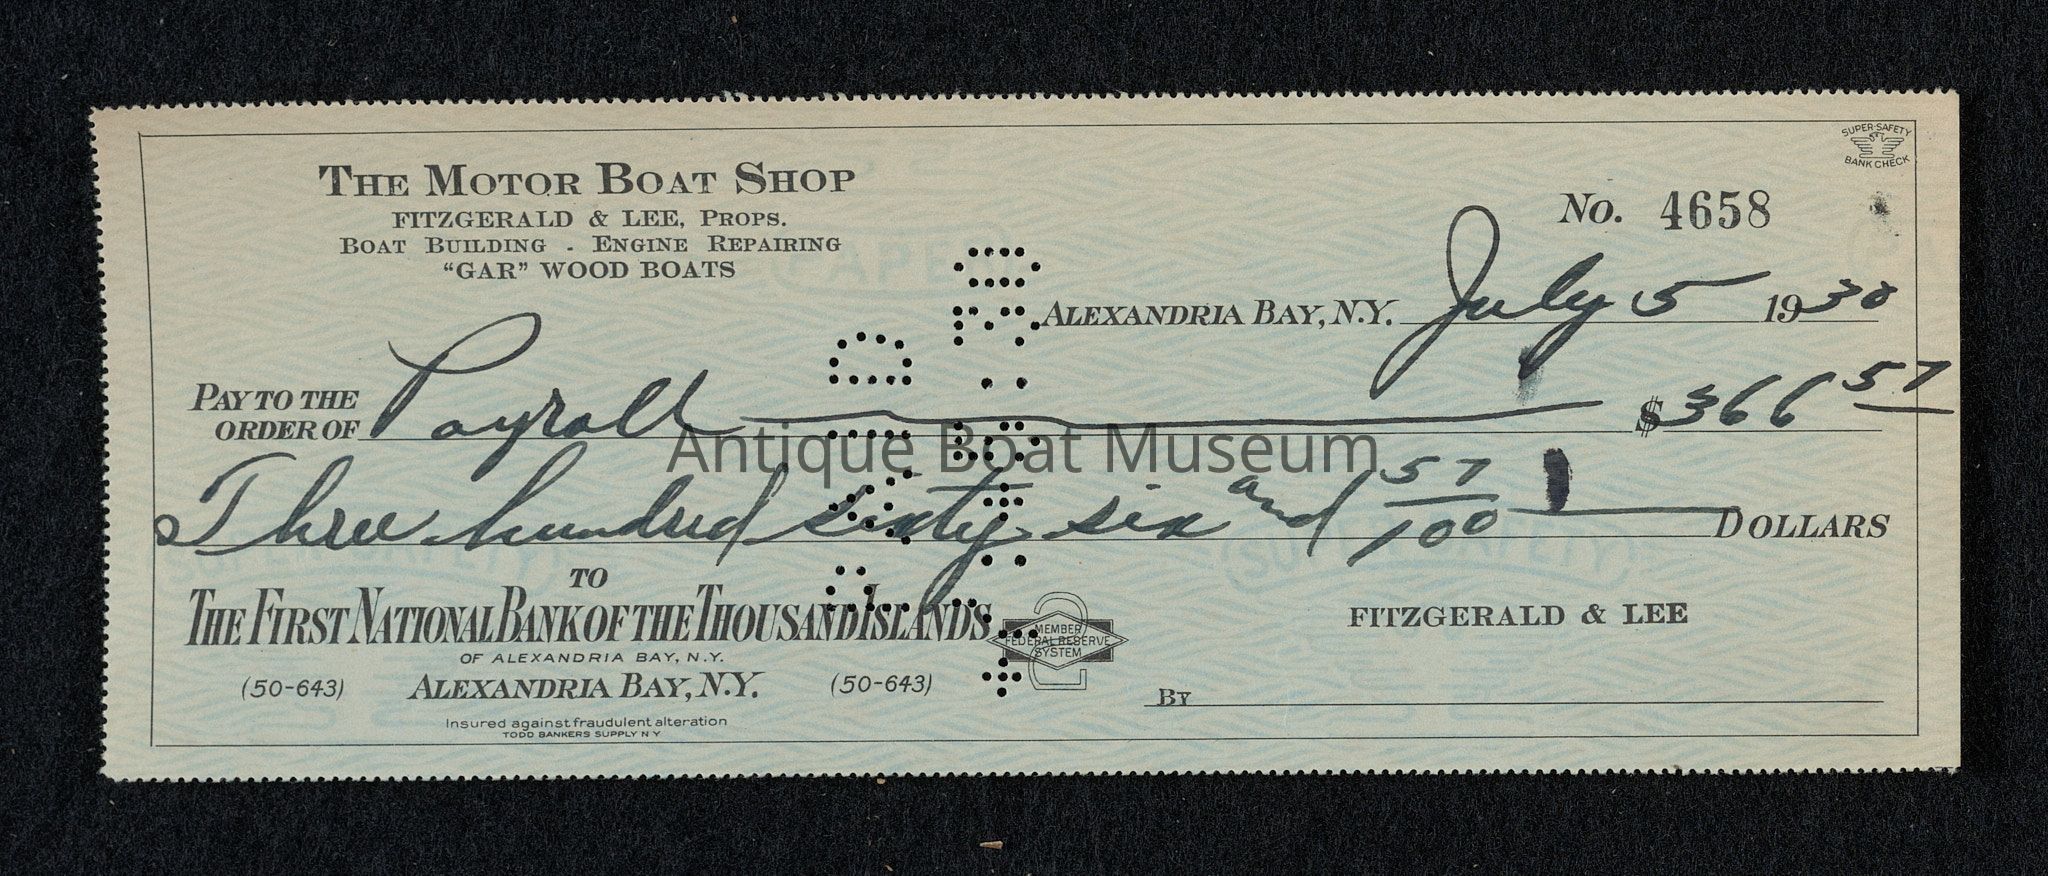 SUPER-SAFETY
BANK CHECK
THE MOTOR BOAT SHOP
FITZGERALD & LEE, PROPS.
BOAT BUILDING - ENGINE REPAIRING
"GAR" WOOD BOATS
No. 4658
ALEXANDRIA BAY, N.Y. July 5 1930
PAY TO THE ORDER OF Payroll $366 57
Antique Boat Museum
Three hundred sixty six and 57/100 DOLLARS
TO
THE FIRST NATIONAL BANK OF THE THOUSAND ISLANDS
OF ALEXANDRIA BAY, N.Y.
(50-643) ALEXANDRIA BAY, N.Y. (50-643)
MEMBER
FEDERAL RESERVE
SYSTEM
FITZGERALD & LEE
BY
Insured against fraudulent alteration
TODD BANKERS SUPPLY N Y